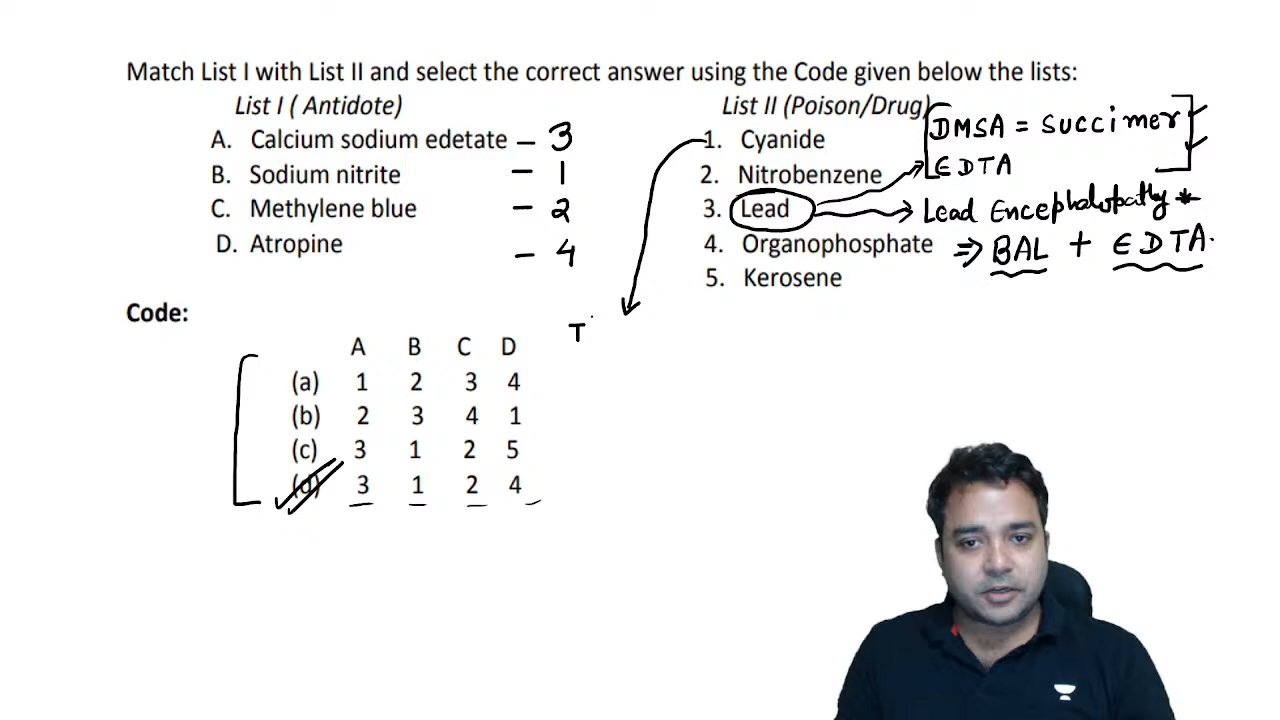 Match List I with List II and select the correct answer using the Code given below the lists:
List I ( Antidote) List II (Poison/Drug)
DMSA = SUCCimer
A. Calcium sodium edetate – 3 1. Cyanide
B. Sodium nitrite – 1 2. Nitrobenzene EDTA
C. Methylene blue – 2 3. Lead Lead Encephalopathy *
D. Atropine – 4 4. Organophosphate ⇒ BAL + EDTA.
5. Kerosene
Code:
T
A B C D
(a) 1 2 3 4
(b) 2 3 4 1
(c) 3 1 2 5
(d) 3 1 2 4